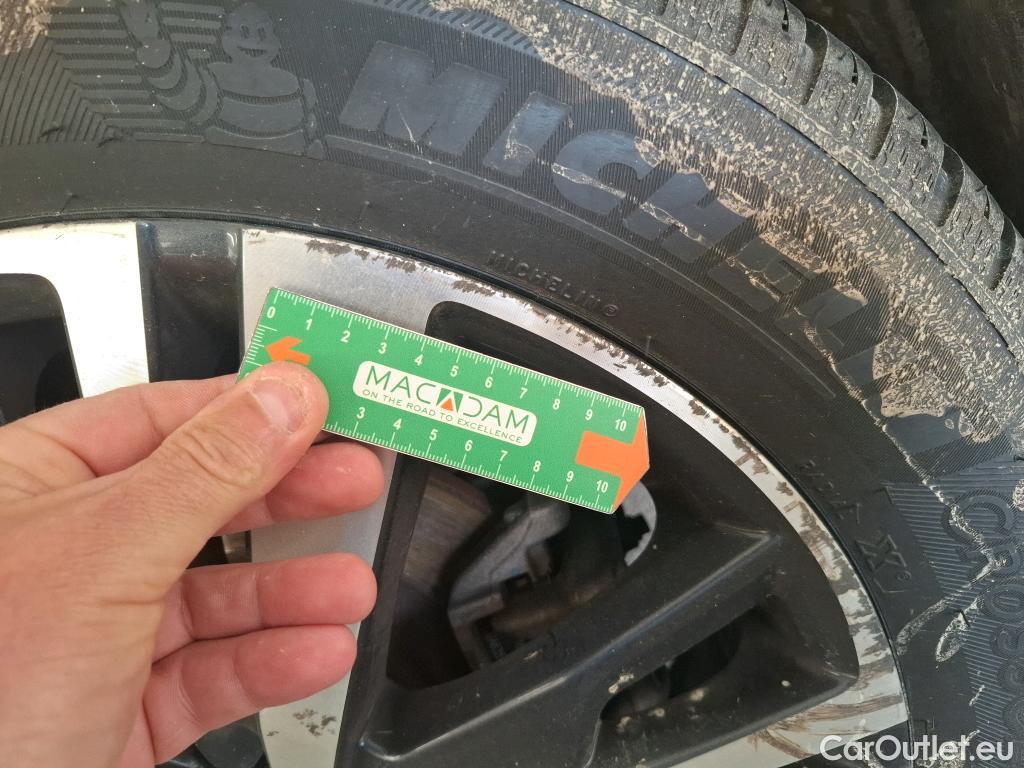 MICHELIN
MICHELIN®
0 1 2 3 4 5 6 7 8 9 10
MACADAM
ON THE ROAD TO EXCELLENCE
3 4 5 6 7 8 9 10
X®
CROSS
CarOutlet.eu